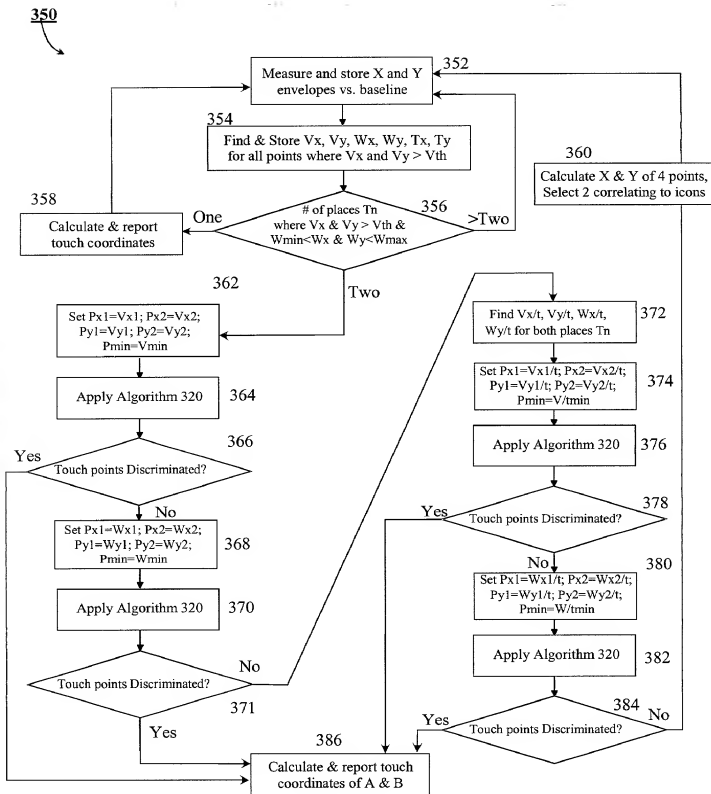 350
352
Measure and store X and Y
envelopes vs. baseline
354
Find & Store Vx, Vy, Wx, Wy, Tx, Ty
for all points where Vx and Vy > Vth
360
Calculate X & Y of 4 points,
Select 2 correlating to icons
358
Calculate & report
touch coordinates
One
# of places Tn
where Vx & Vy > Vth &
Wmin<Wx & Wy<Wmax
356
>Two
Two
362
Set Px1=Vx1; Px2=Vx2;
Py1=Vy1; Py2=Vy2;
Pmin=Vmin
Apply Algorithm 320
364
366
Yes
Touch points Discriminated?
No
Set Px1=Wx1; Px2=Wx2;
Py1=Wy1; Py2=Wy2;
Pmin=Wmin
368
Apply Algorithm 320
370
Touch points Discriminated?
No
371
Yes
Find Vx/t, Vy/t, Wx/t,
Wy/t for both places Tn
372
Set Px1=Vx1/t; Px2=Vx2/t;
Py1=Vy1/t; Py2=Vy2/t;
Pmin=V/tmin
374
Apply Algorithm 320
376
378
Yes
Touch points Discriminated?
No
380
Set Px1=Wx1/t; Px2=Wx2/t;
Py1=Wy1/t; Py2=Wy2/t;
Pmin=W/tmin
Apply Algorithm 320
382
384
Yes
Touch points Discriminated?
No
386
Calculate & report touch
coordinates of A & B